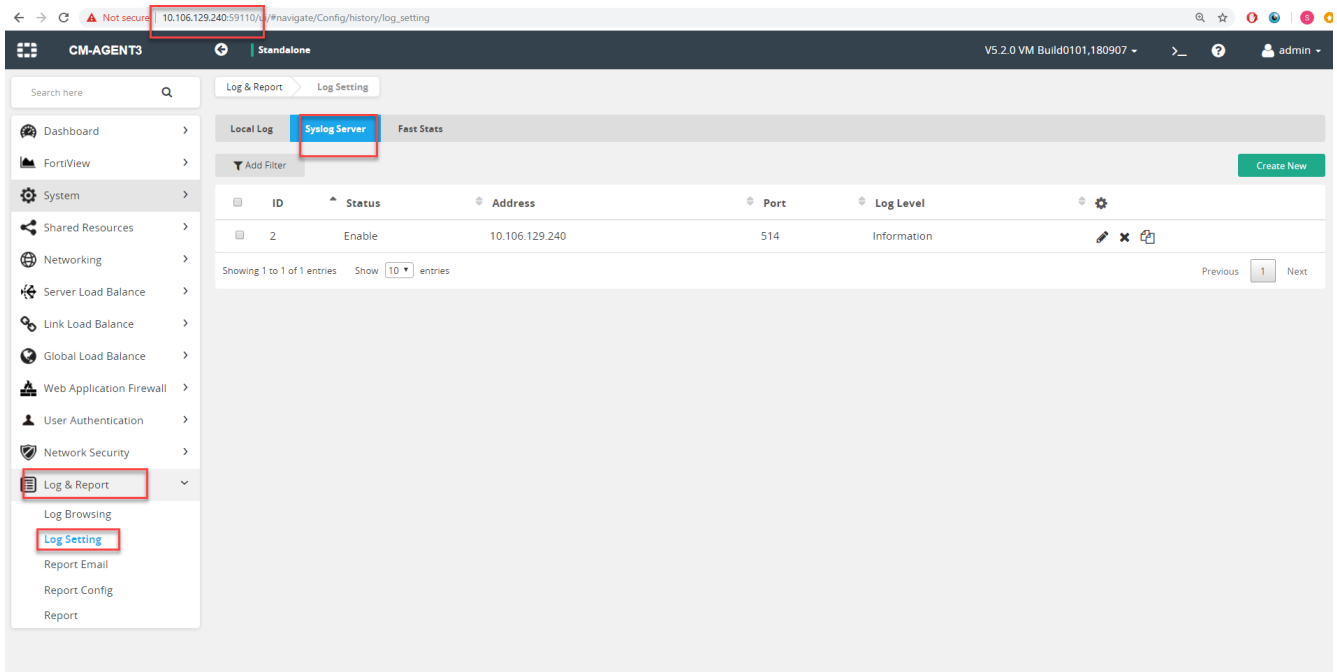 Not secure 10.106.129.240:59110/ui/#navigate/Config/history/log_setting
CM-AGENT3 Standalone V5.2.0 VM Build0101,180907 >_ ? admin
Search here
Log & Report Log Setting
Dashboard
FortiView
System
Shared Resources
Networking
Server Load Balance
Link Load Balance
Global Load Balance
Web Application Firewall
User Authentication
Network Security
Log & Report
Log Browsing
Log Setting
Report Email
Report Config
Report
Local Log Syslog Server Fast Stats
Add Filter Create New
ID Status Address Port Log Level
2 Enable 10.106.129.240 514 Information
Showing 1 to 1 of 1 entries Show 10 entries Previous 1 Next